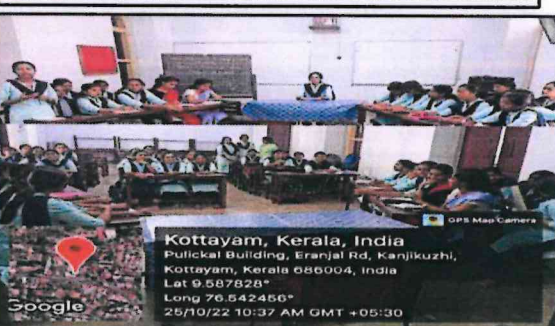 GPS Map Camera
Kottayam, Kerala, India
Pulickal Building, Eranjal Rd, Kanjikuzhi,
Kottayam, Kerala 686004, India
Lat 9.587828°
Long 76.542456°
25/10/22 10:37 AM GMT +05:30
Google